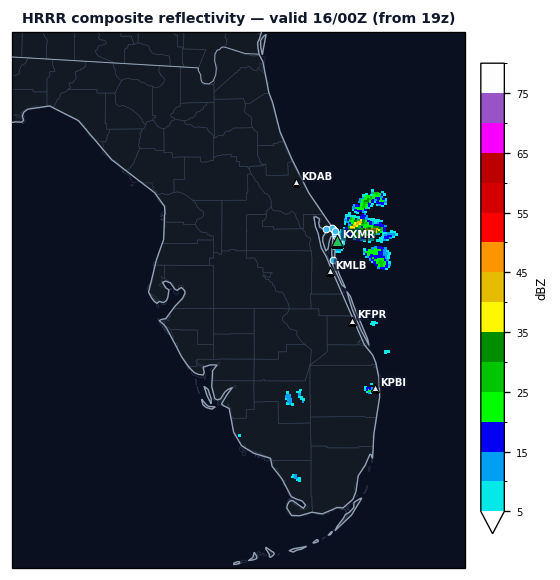 HRRR composite reflectivity — valid 16/00Z (from 19z)
KDAB
KXMR
KMLB
KFPR
KPBI
75
65
55
45
35
25
15
5
dBZ